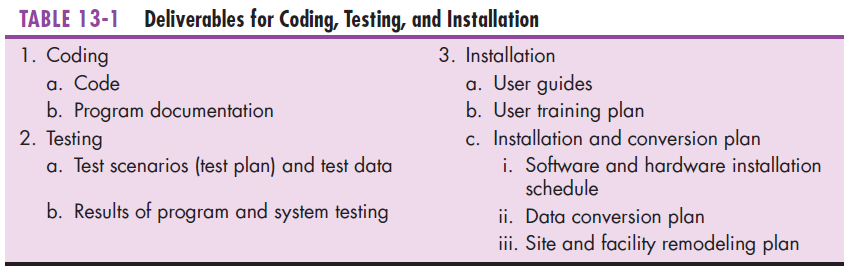 TABLE 13-1 Deliverables for Coding, Testing, and Installation
1. Coding
a. Code
b. Program documentation
2. Testing
a. Test scenarios (test plan) and test data
b. Results of program and system testing
3. Installation
a. User guides
b. User training plan
c. Installation and conversion plan
i. Software and hardware installation
schedule
ii. Data conversion plan
iii. Site and facility remodeling plan